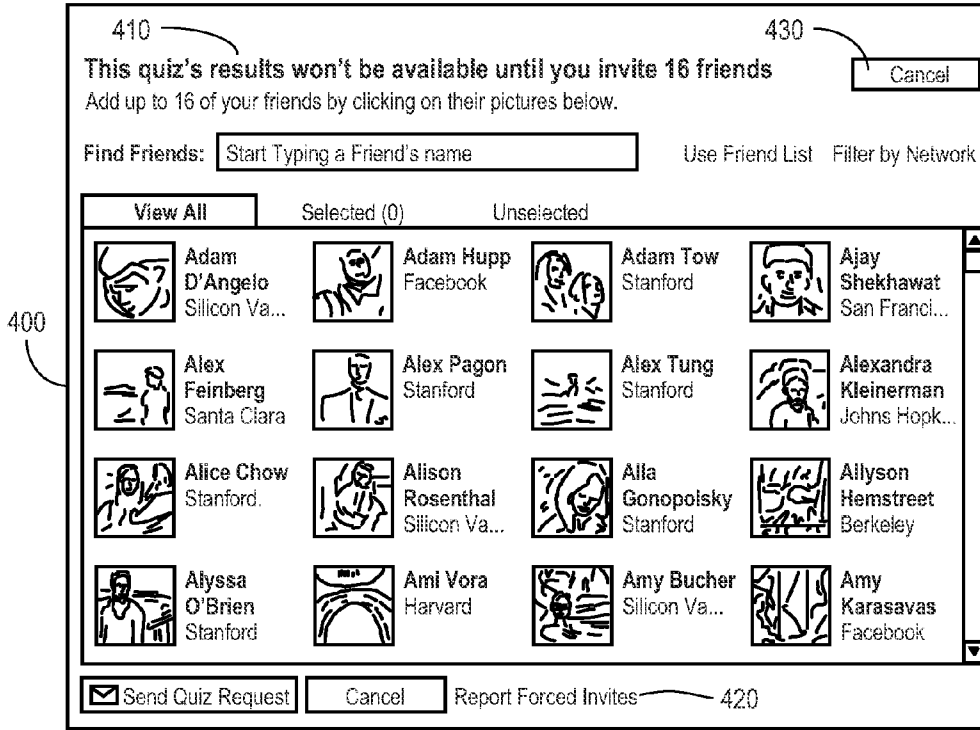 410
430
This quiz's results won't be available until you invite 16 friends
Cancel
Add up to 16 of your friends by clicking on their pictures below.
Find Friends: Start Typing a Friend's name Use Friend List Filter by Network
View All Selected (0) Unselected
Adam D'Angelo
Silicon Va...
Adam Hupp
Facebook
Adam Tow
Stanford
Ajay Shekhawat
San Franci...
400
Alex Feinberg
Santa Clara
Alex Pagon
Stanford
Alex Tung
Stanford
Alexandra Kleinerman
Johns Hopk...
Alice Chow
Stanford.
Alison Rosenthal
Silicon Va...
Alla Gonopolsky
Stanford
Allyson Hemstreet
Berkeley
Alyssa O'Brien
Stanford
Ami Vora
Harvard
Amy Bucher
Silicon Va...
Amy Karasavas
Facebook
Send Quiz Request Cancel Report Forced Invites 420